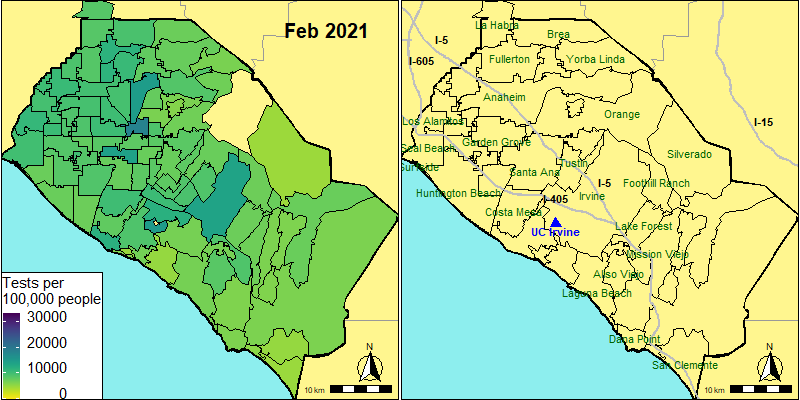 Feb 2021
Tests per
100,000 people
30000
20000
10000
0
N
10 km
La Habra
Brea
I-5
I-605
Fullerton
Yorba Linda
Anaheim
Orange
I-15
Los Alamitos
Garden Grove
Seal Beach
Surfside
Silverado
Tustin
Santa Ana
I-5
Foothill Ranch
Huntington Beach
Irvine
I-405
Costa Mesa
UC Irvine
Lake Forest
Mission Viejo
Aliso Viejo
Laguna Beach
Dana Point
San Clemente
N
10 km